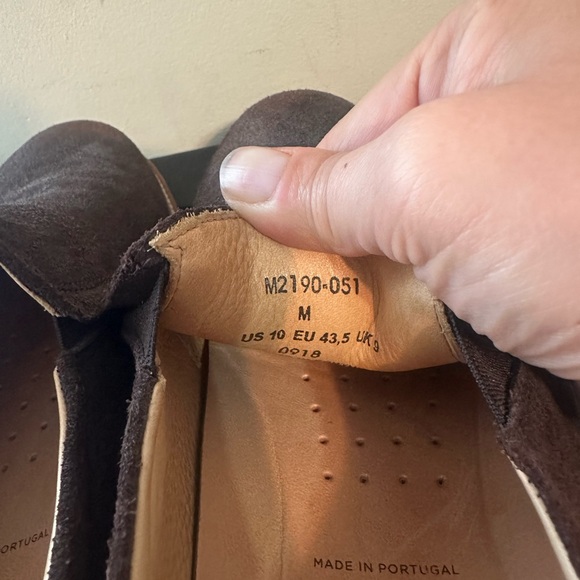 M2190-051
M
US 10 EU 43,5 UK 9
0918
MADE IN PORTUGAL
ORTUGAL